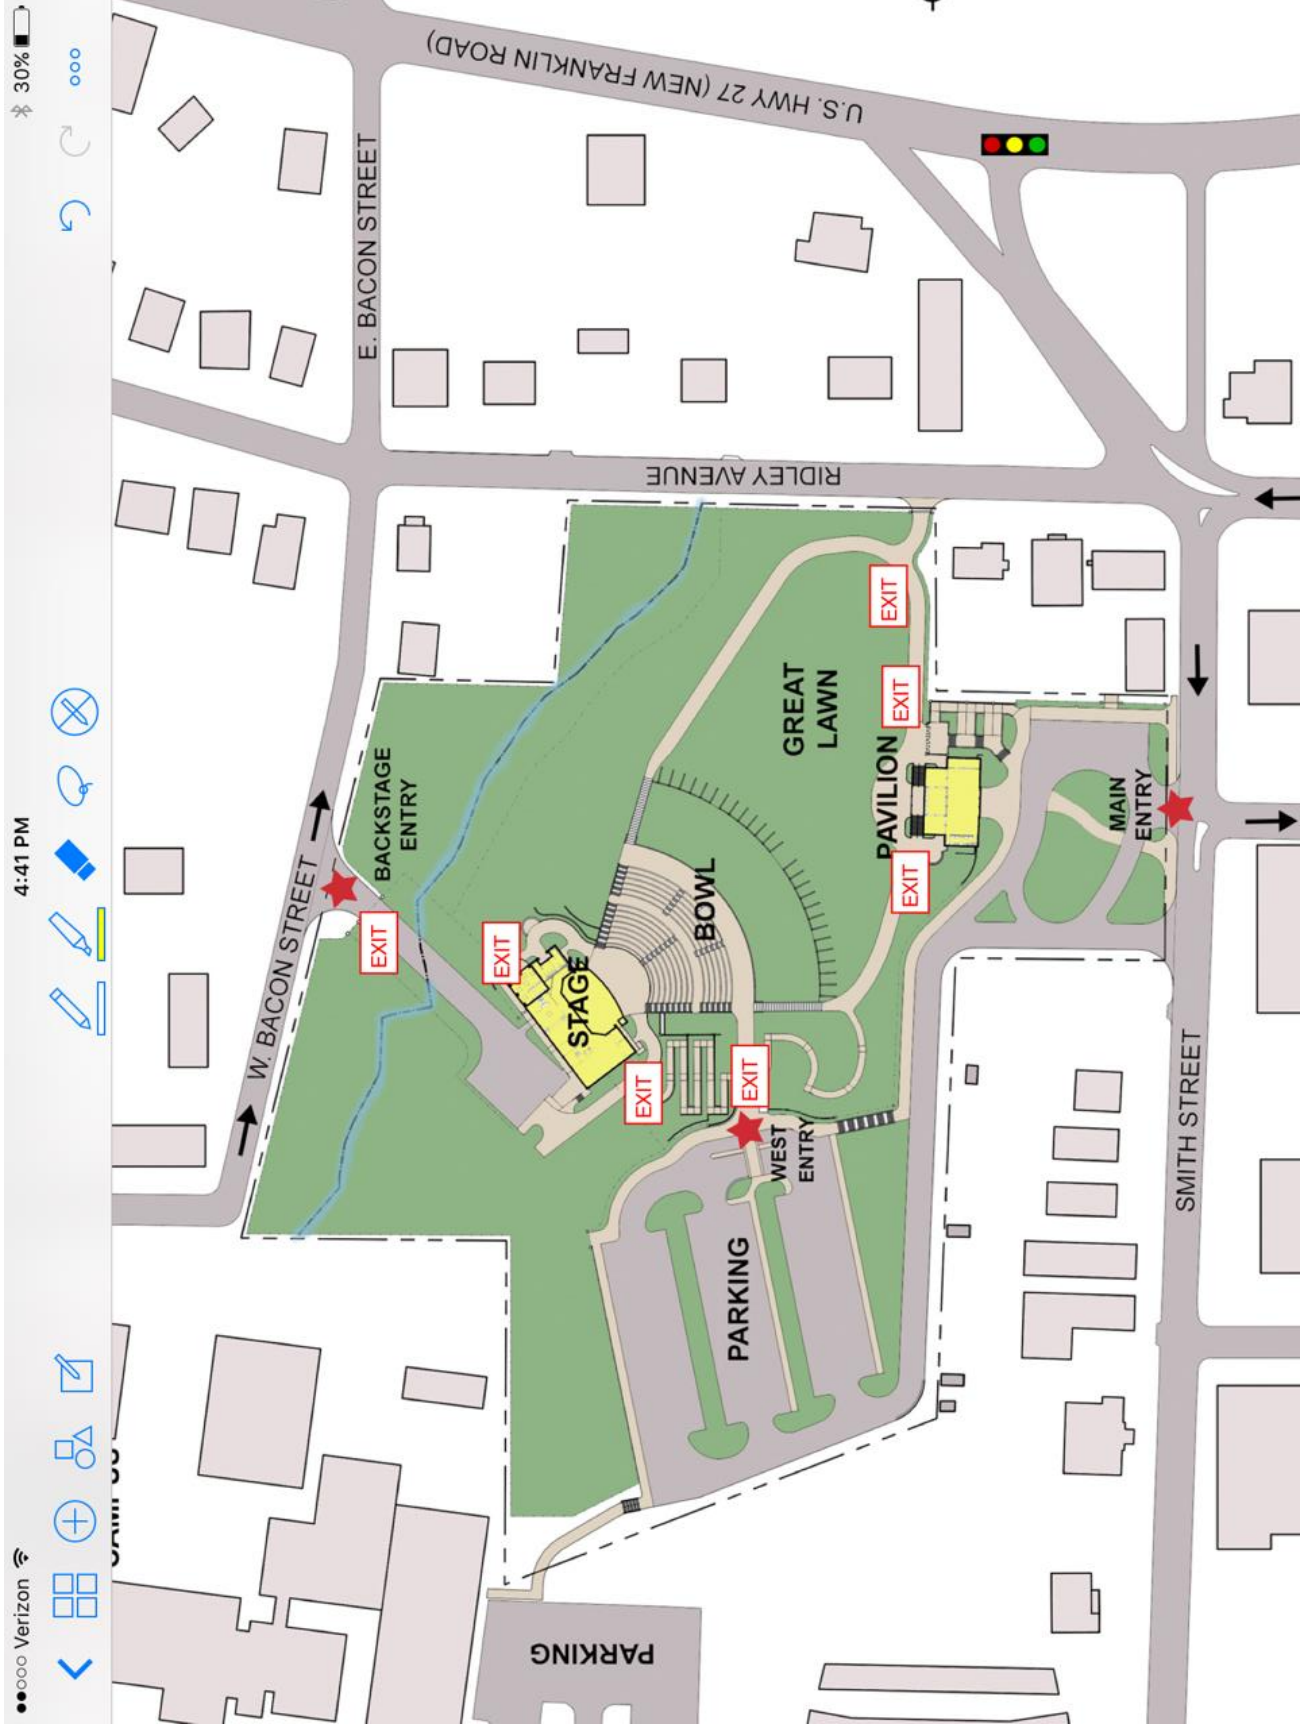 Verizon
4:41 PM
30%
U.S. HWY 27 (NEW FRANKLIN ROAD)
E. BACON STREET
RIDLEY AVENUE
W. BACON STREET
BACKSTAGE
ENTRY
EXIT
EXIT
STAGE
EXIT
BOWL
EXIT
WEST
ENTRY
GREAT
LAWN
EXIT
EXIT
PAVILION
EXIT
MAIN
ENTRY
PARKING
PARKING
SMITH STREET